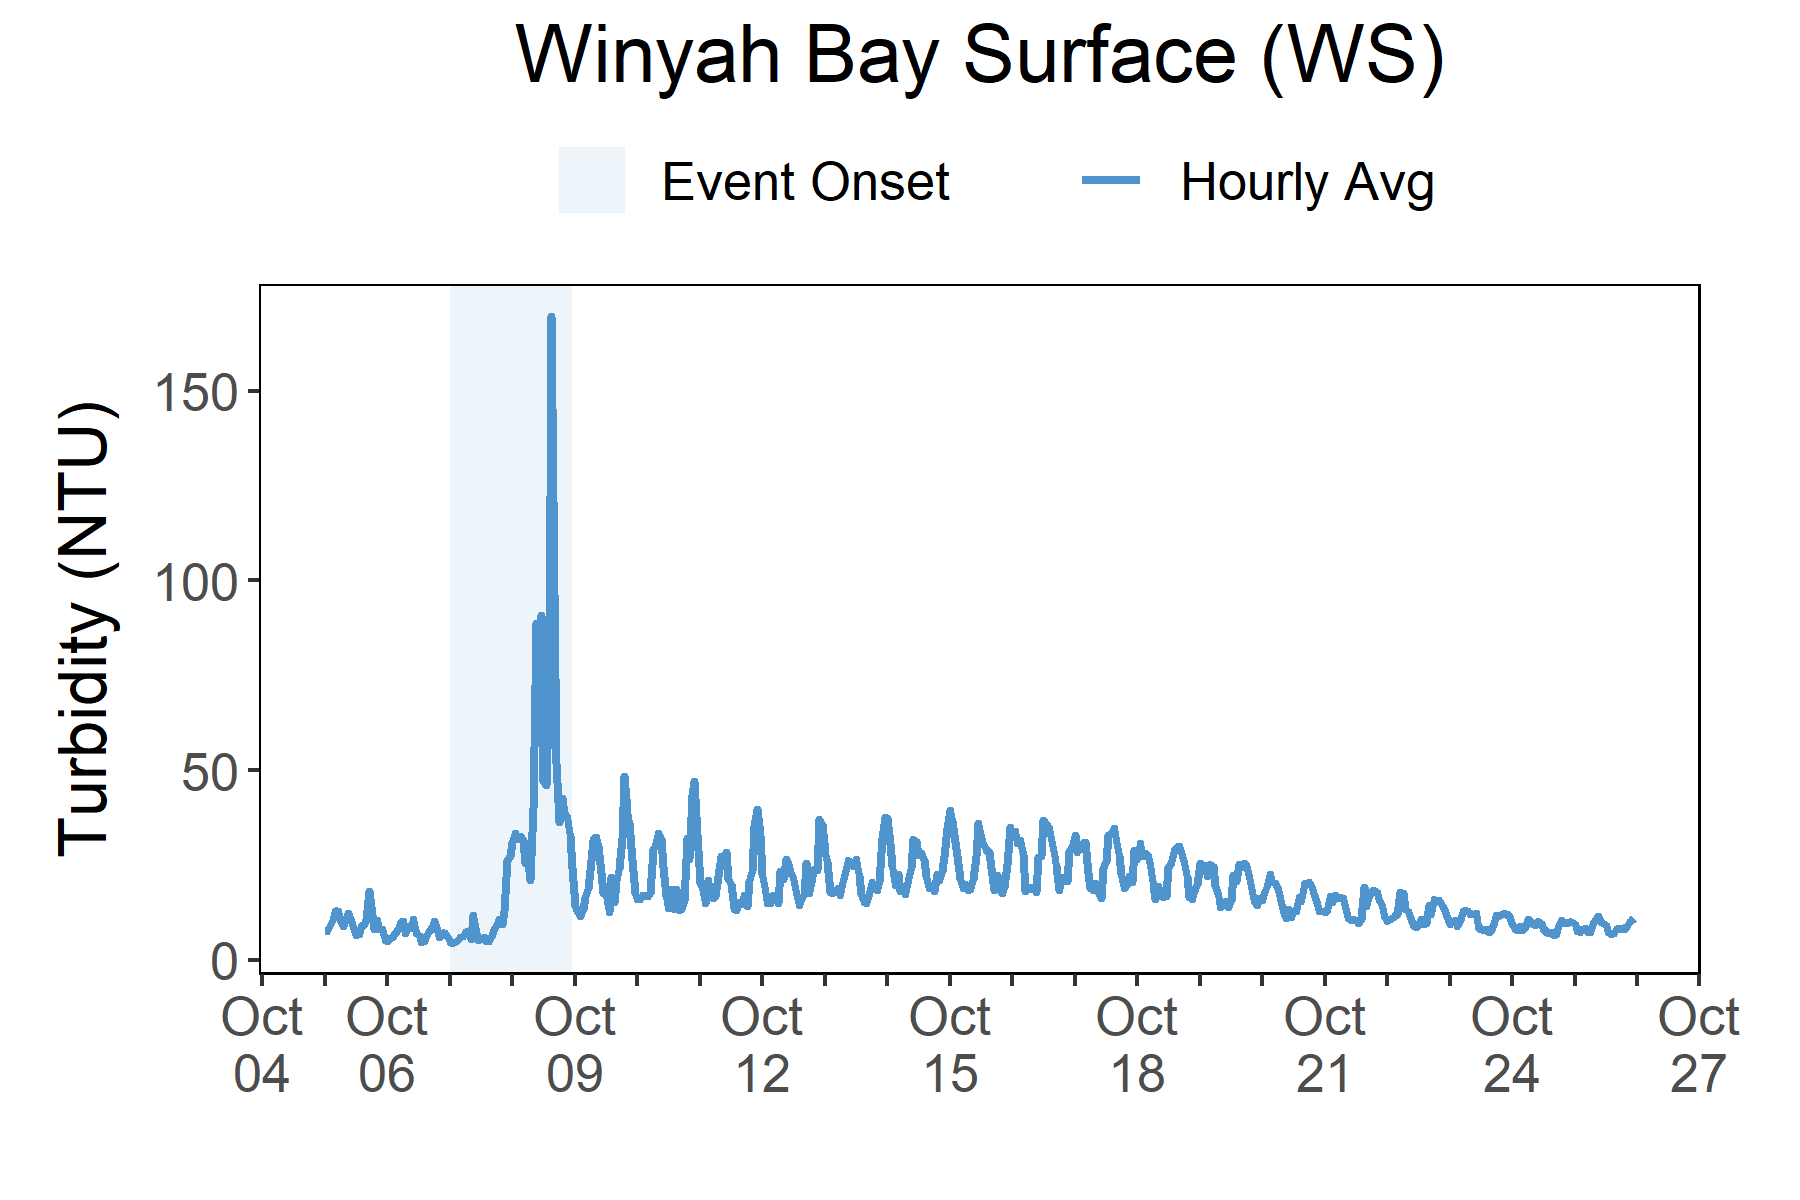 Winyah Bay Surface (WS)
Event Onset
Hourly Avg
Turbidity (NTU)
150
100
50
0
Oct 04
Oct 06
Oct 09
Oct 12
Oct 15
Oct 18
Oct 21
Oct 24
Oct 27